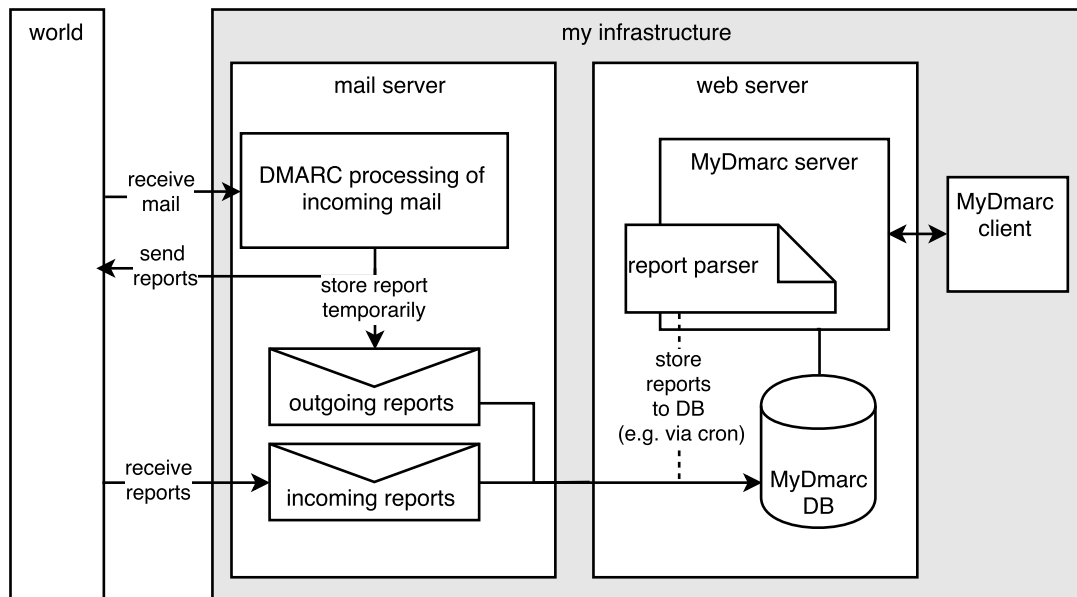 world
my infrastructure
mail server
web server
DMARC processing of
incoming mail
MyDmarc server
receive
mail
MyDmarc
client
send
reports
report parser
store report
temporarily
store
reports
to DB
(e.g. via cron)
outgoing reports
receive
reports
incoming reports
MyDmarc
DB